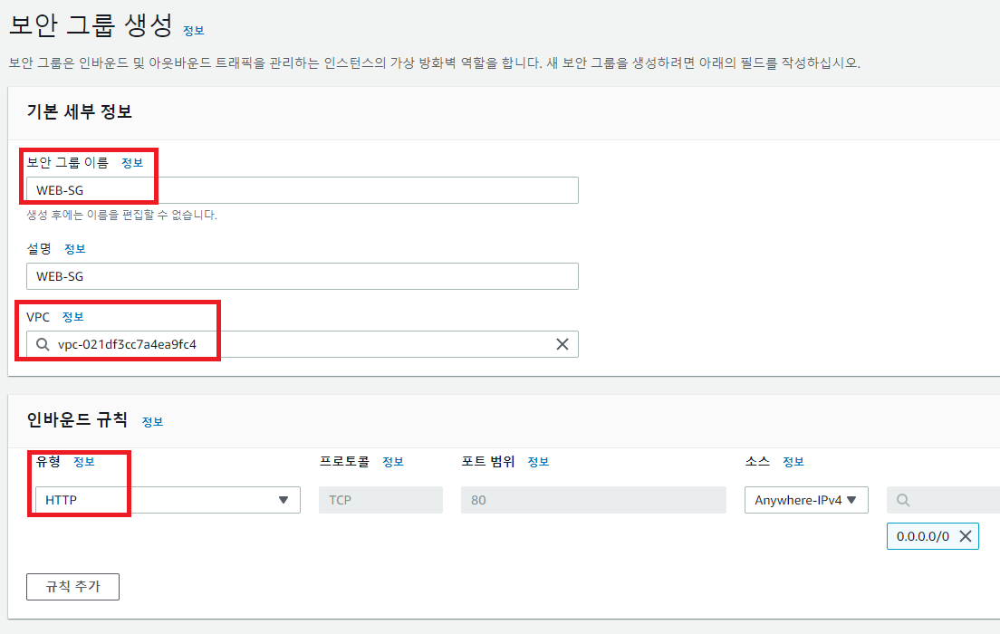 보안 그룹 생성 정보
보안 그룹은 인바운드 및 아웃바운드 트래픽을 관리하는 인스턴스의 가상 방화벽 역할을 합니다. 새 보안 그룹을 생성하려면 아래의 필드를 작성하십시오.
기본 세부 정보
보안 그룹 이름 정보
WEB-SG
생성 후에는 이름을 편집할 수 없습니다.
설명 정보
WEB-SG
VPC 정보
vpc-021df3cc7a4ea9fc4
인바운드 규칙 정보
유형 정보 프로토콜 정보 포트 범위 정보 소스 정보
HTTP TCP 80 Anywhere-IPv4
0.0.0.0/0
규칙 추가